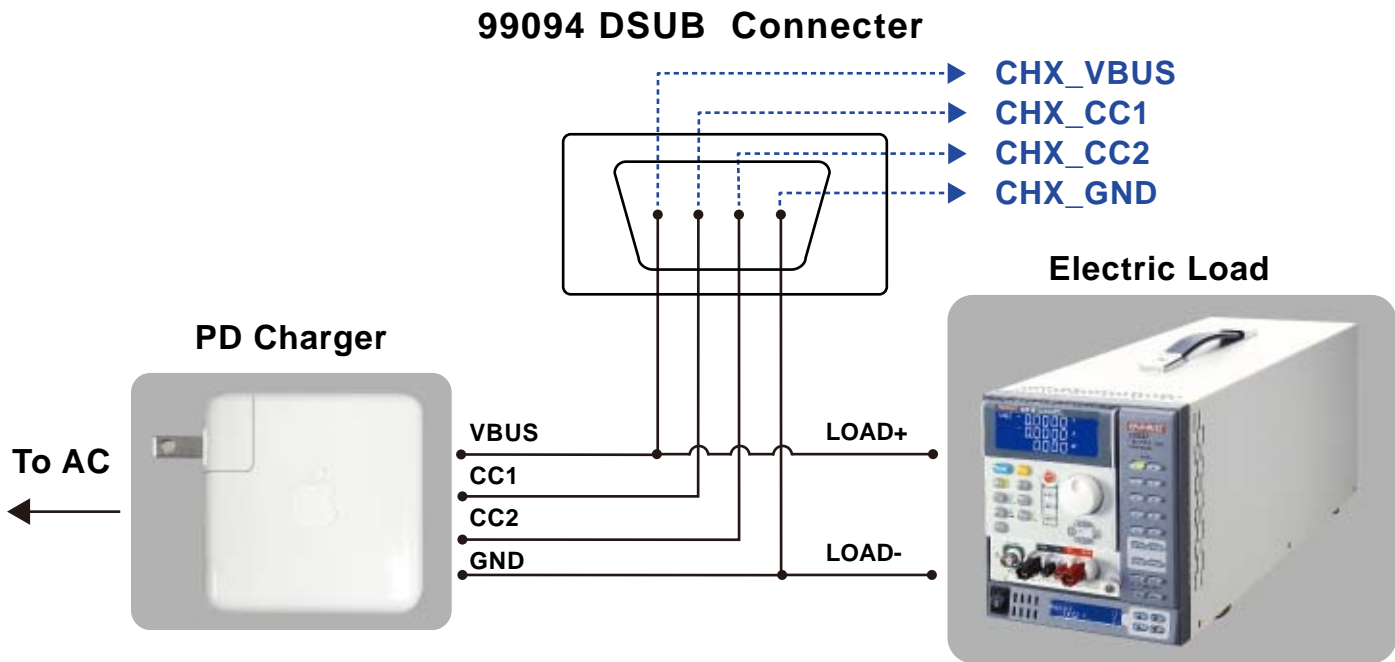 99094 DSUB Connecter
CHX_VBUS
CHX_CC1
CHX_CC2
CHX_GND
Electric Load
PD Charger
To AC
VBUS
CC1
CC2
GND
LOAD+
LOAD-